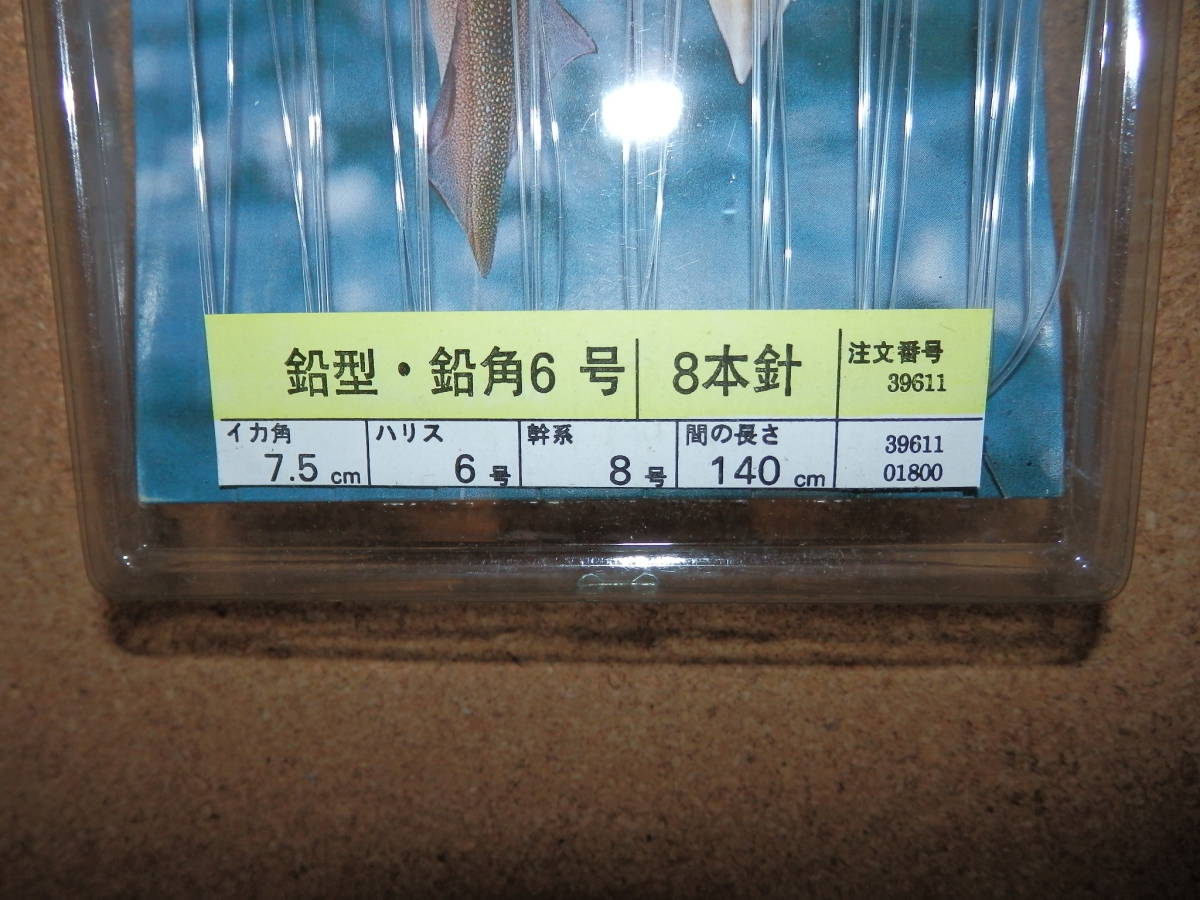 鉛型・鉛角6 号 8本針 注文番号
39611
イカ角 ハリス 幹系 間の長さ 39611
7.5 cm 6 号 8 号 140 cm 01800